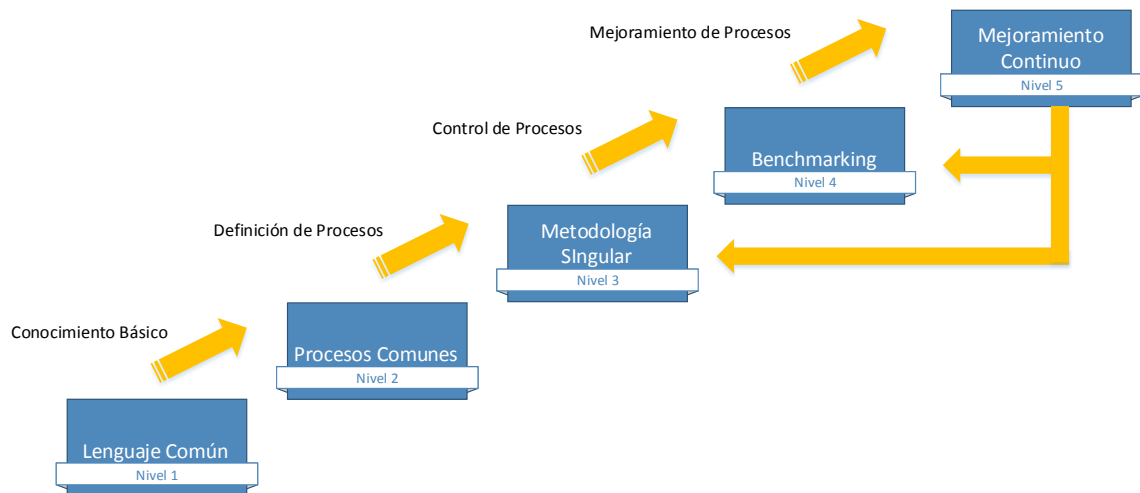 Mejoramiento de Procesos
Mejoramiento
Continuo
Nivel 5
Control de Procesos
Benchmarking
Nivel 4
Definición de Procesos
Metodología
SIngular
Nivel 3
Conocimiento Básico
Procesos Comunes
Nivel 2
Lenguaje Común
Nivel 1